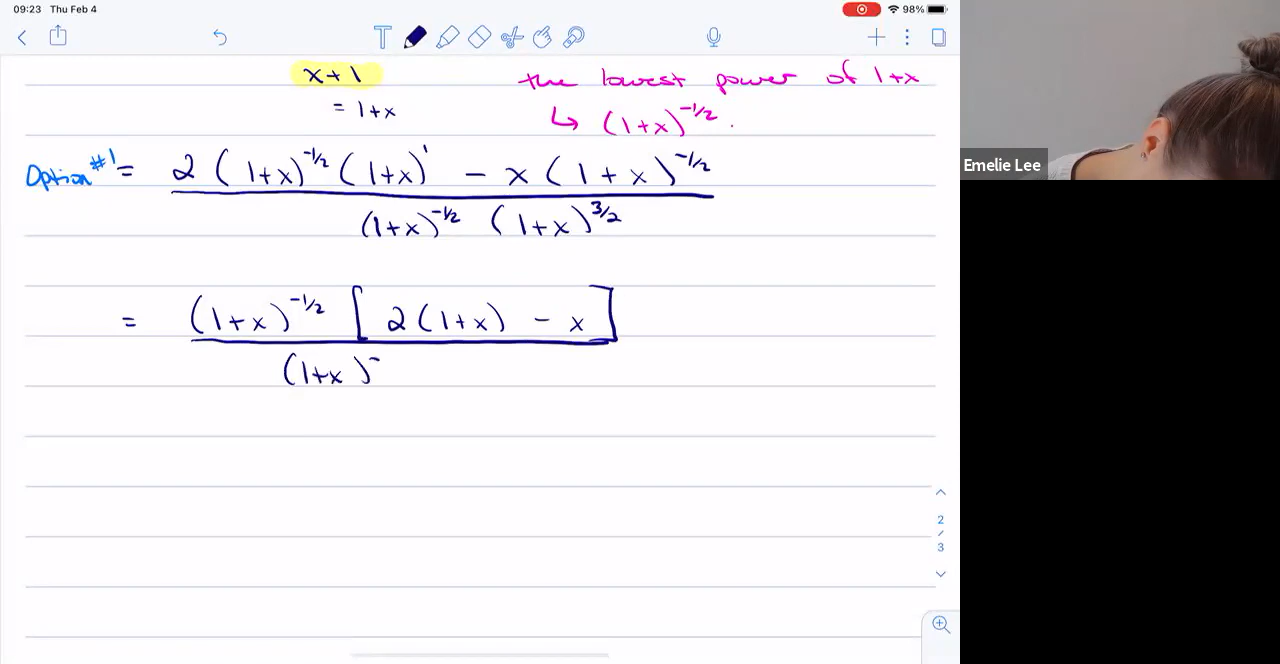 09:23 Thu Feb 4
98%
x+1
= 1+x
the lowest power of 1+x
↳ (1+x)^{-1/2}.
Option #1 = \frac{2(1+x)^{-1/2}(1+x)^{1} - x(1+x)^{-1/2}}{(1+x)^{-1/2}(1+x)^{3/2}}
= \frac{(1+x)^{-1/2}[2(1+x) - x]}{(1+x)^{-}}
Emelie Lee
2
/
3